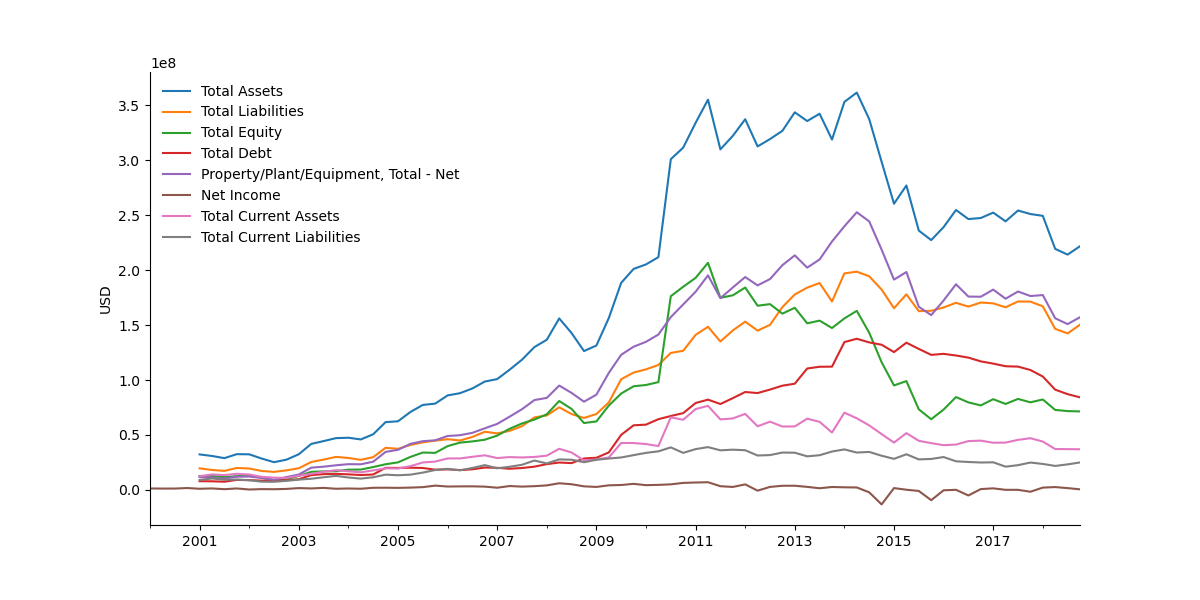 1e8
3.5
3.0
2.5
2.0
1.5
1.0
0.5
0.0
USD
Total Assets
Total Liabilities
Total Equity
Total Debt
Property/Plant/Equipment, Total - Net
Net Income
Total Current Assets
Total Current Liabilities
2001 2003 2005 2007 2009 2011 2013 2015 2017